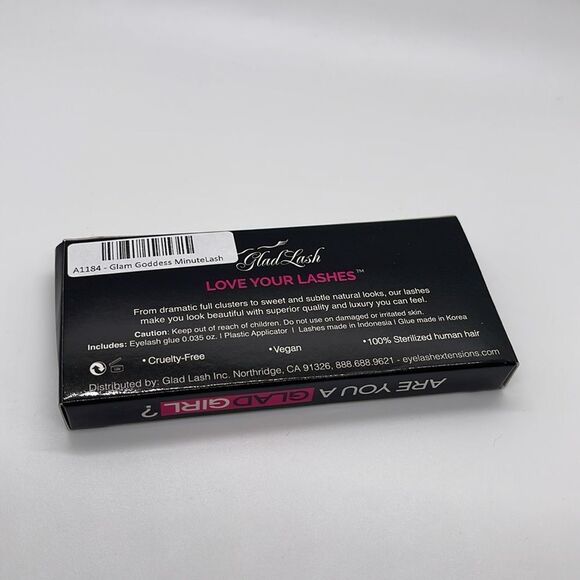 A1184 - Glam Goddess MinuteLash
Glad Lash
LOVE YOUR LASHES™
From dramatic full clusters to sweet and subtle natural looks, our lashes
make you look beautiful with superior quality and luxury you can feel.
Caution: Keep out of reach of children. Do not use on damaged or irritated skin.
Includes: Eyelash glue 0.035 oz. I Plastic Applicator I Lashes made in Indonesia I Glue made in Korea
• Cruelty-Free • Vegan • 100% Sterilized human hair
Distributed by: Glad Lash Inc. Northridge, CA 91326, 888.688.9621 - eyelashextensions.com
ARE YOU A GLADGIRL?